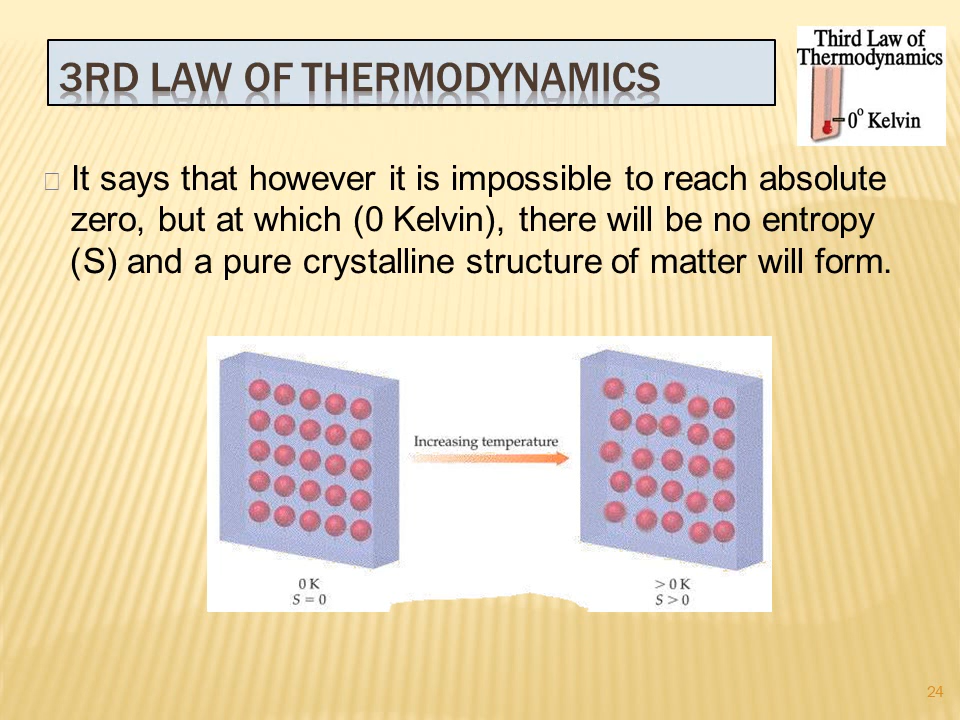 3RD LAW OF THERMODYNAMICS
Third Law of
Thermodynamics
0° Kelvin
It says that however it is impossible to reach absolute
zero, but at which (0 Kelvin), there will be no entropy
(S) and a pure crystalline structure of matter will form.
Increasing temperature
0 K
S = 0
> 0 K
S > 0
24